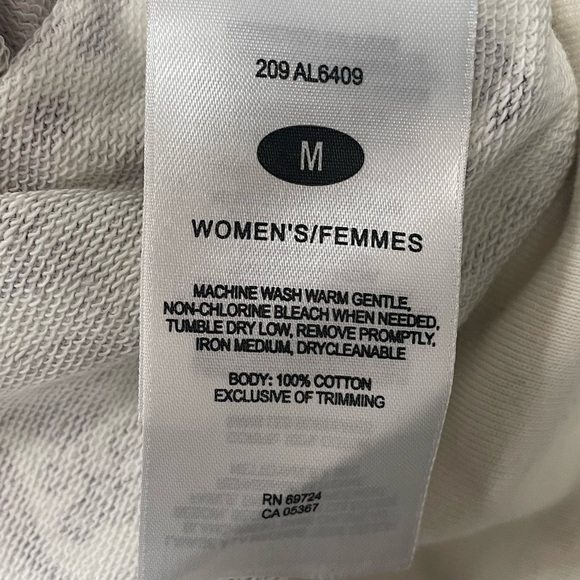 209 AL6409
M
WOMEN'S/FEMMES
MACHINE WASH WARM GENTLE,
NON-CHLORINE BLEACH WHEN NEEDED,
TUMBLE DRY LOW, REMOVE PROMPTLY,
IRON MEDIUM, DRYCLEANABLE
BODY: 100% COTTON
EXCLUSIVE OF TRIMMING
RN 69724
CA 05367